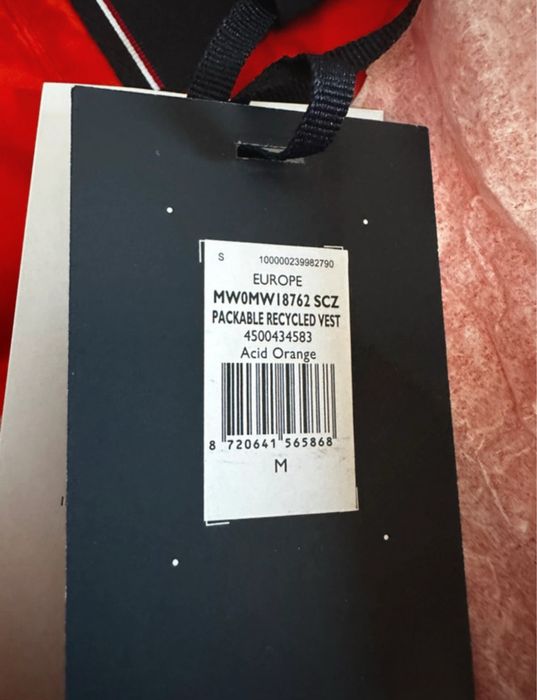 S 100000239982790
EUROPE
MW0MW18762 SCZ
PACKABLE RECYCLED VEST
4500434583
Acid Orange
8 720641 565868
M